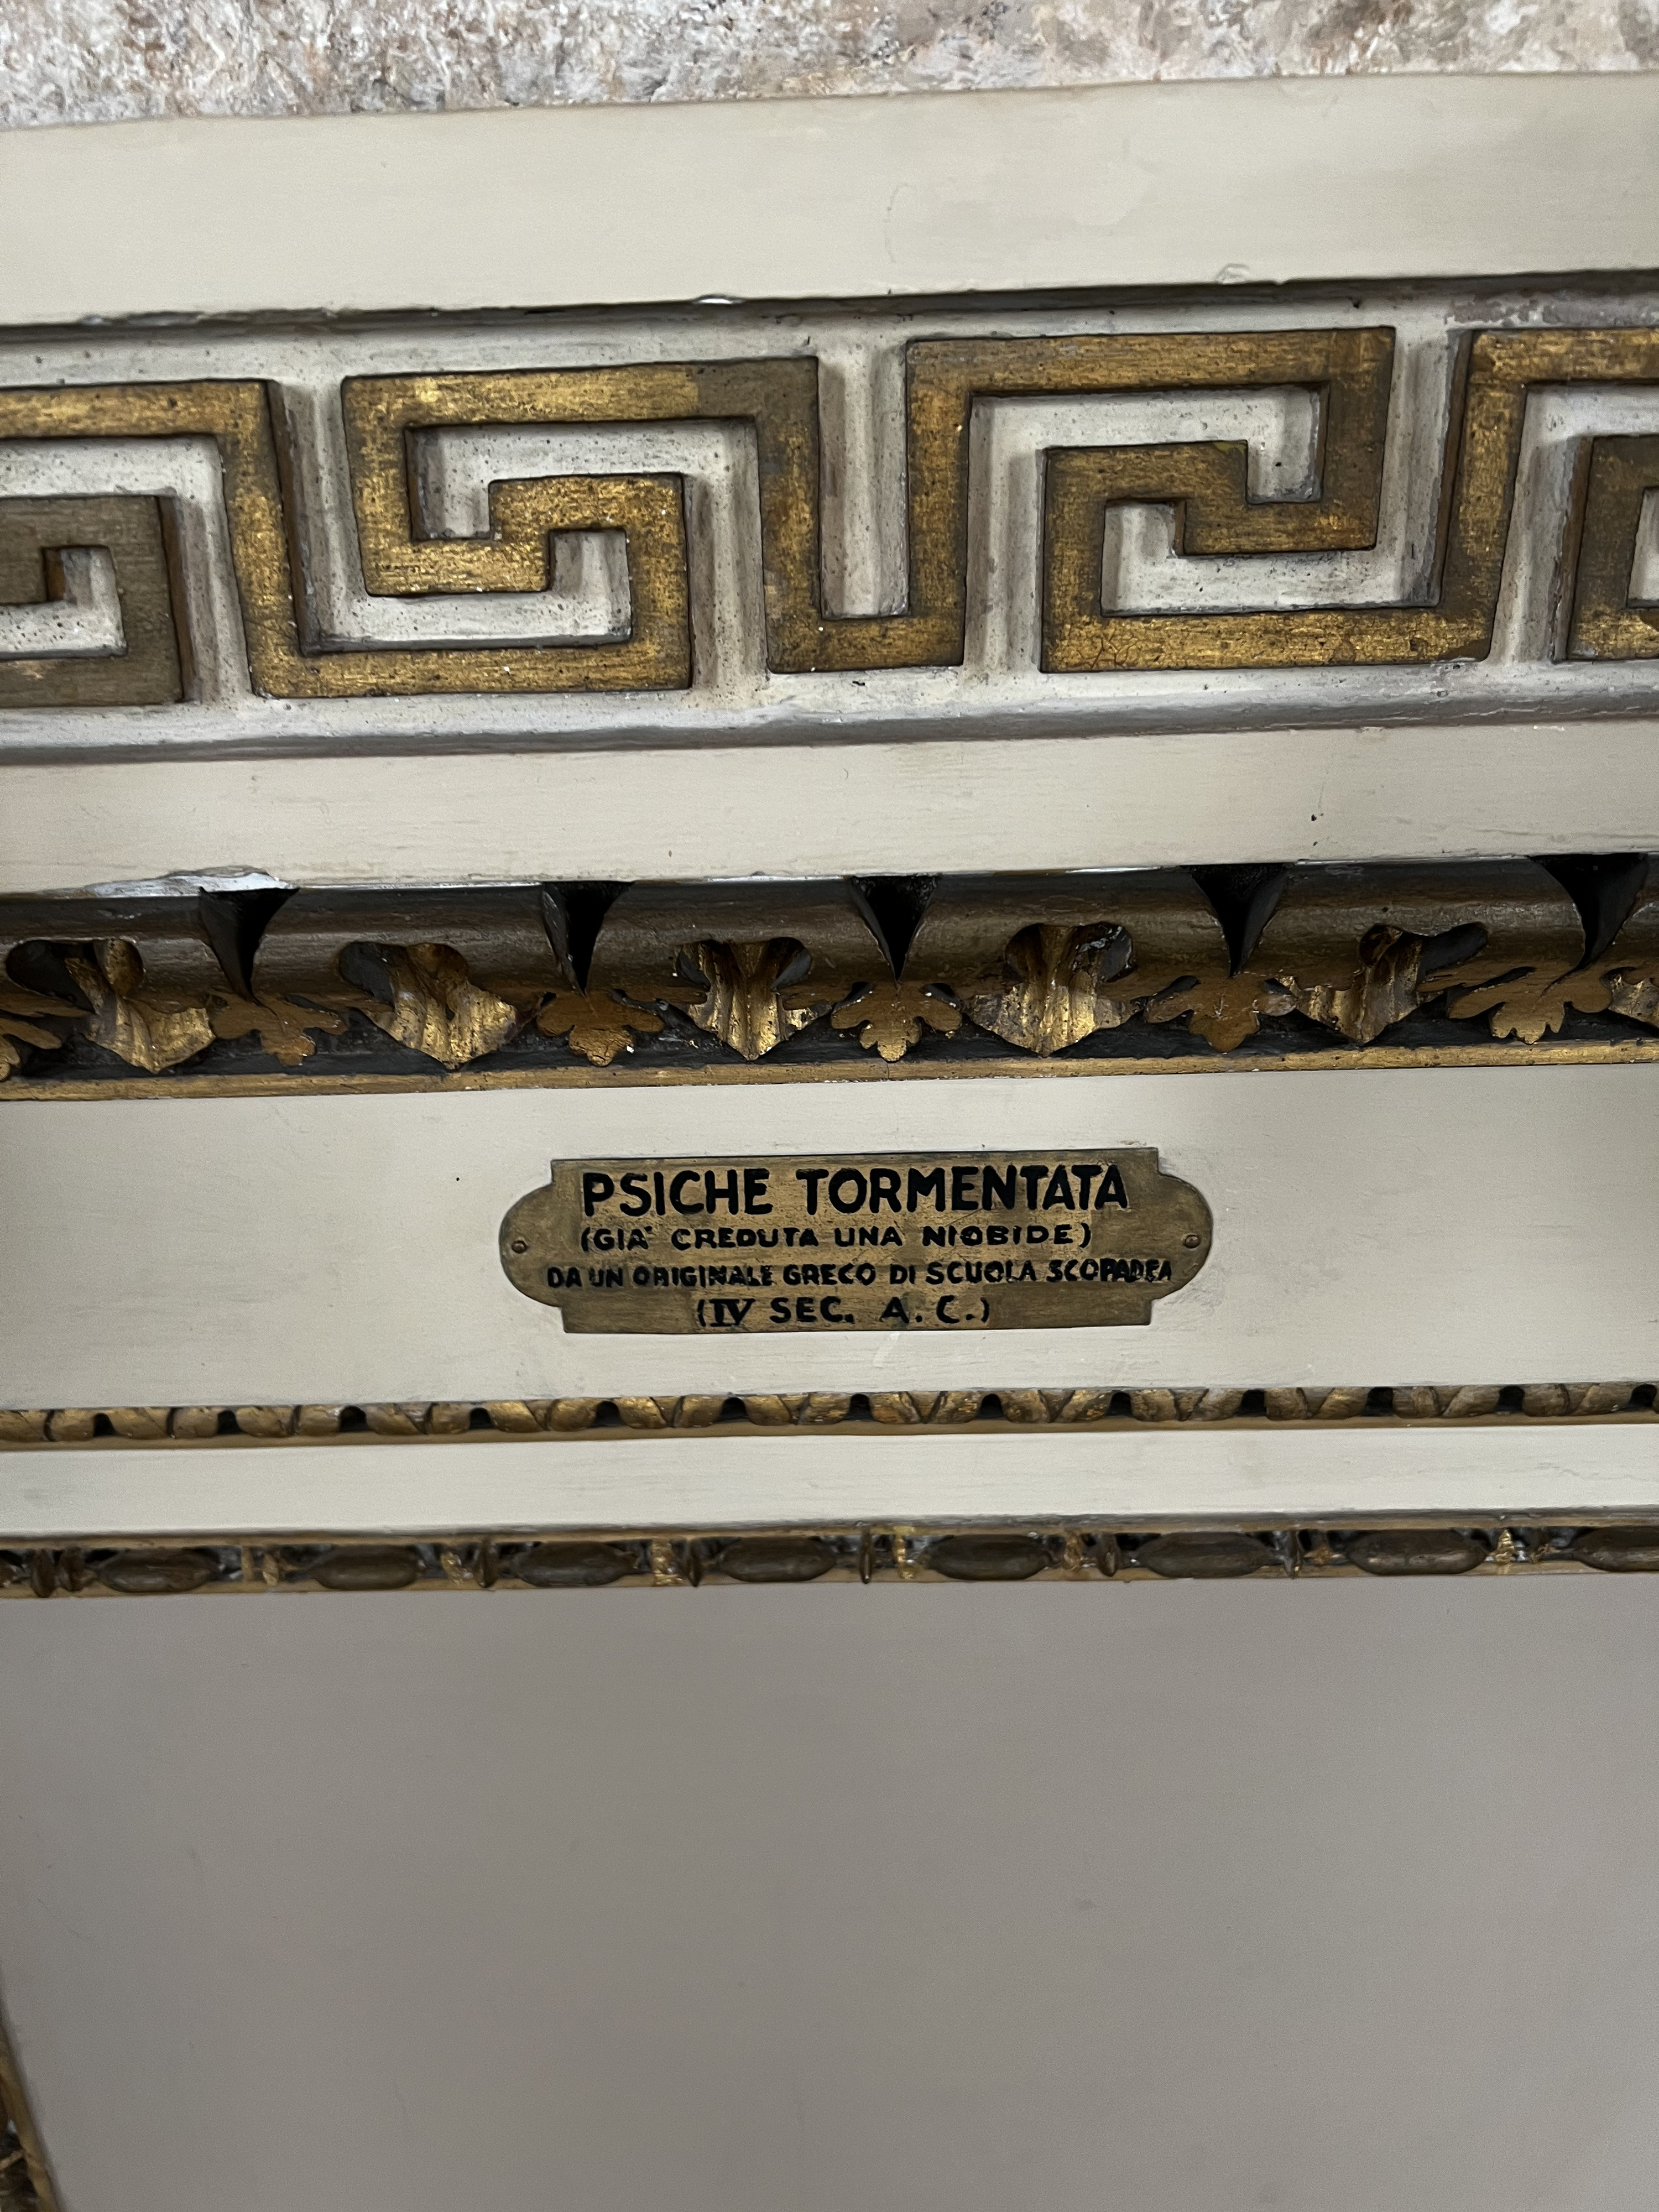 PSICHE TORMENTATA
(GIA' CREDUTA UNA NIOBIDE)
DA UN ORIGINALE GRECO DI SCUOLA SCOPADEA
(IV SEC. A.C.)